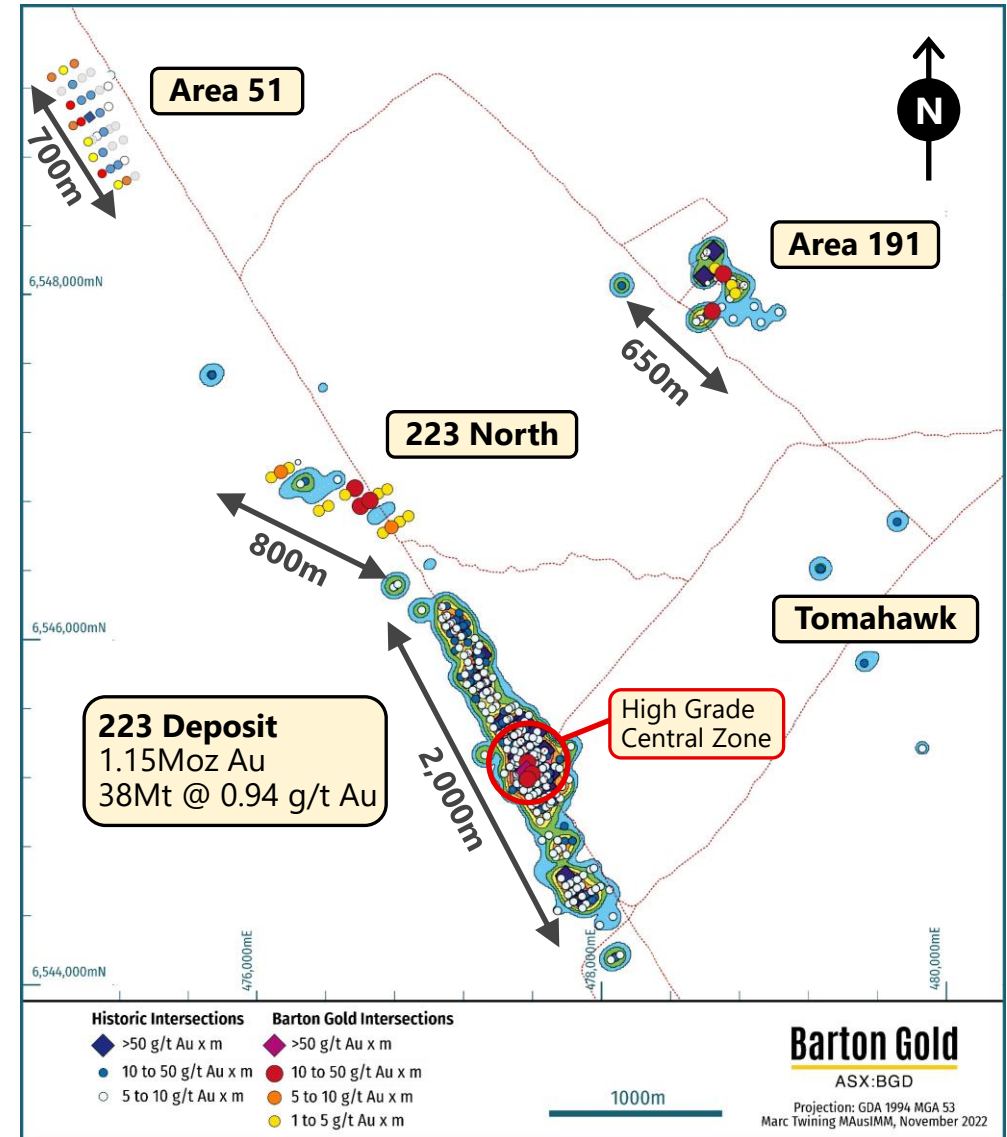 Area 51
N
700m
Area 191
6,548,000mN
650m
223 North
800m
6,546,000mN
Tomahawk
High Grade
Central Zone
223 Deposit
1.15Moz Au
38Mt @ 0.94 g/t Au
2,000m
476,000mE
478,000mE
480,000mE
6,544,000mN
Historic Intersections
>50 g/t Au x m
10 to 50 g/t Au x m
5 to 10 g/t Au x m
Barton Gold Intersections
>50 g/t Au x m
10 to 50 g/t Au x m
5 to 10 g/t Au x m
1 to 5 g/t Au x m
1000m
Barton Gold
ASX:BGD
Projection: GDA 1994 MGA 53
Marc Twining MAusIMM, November 2022